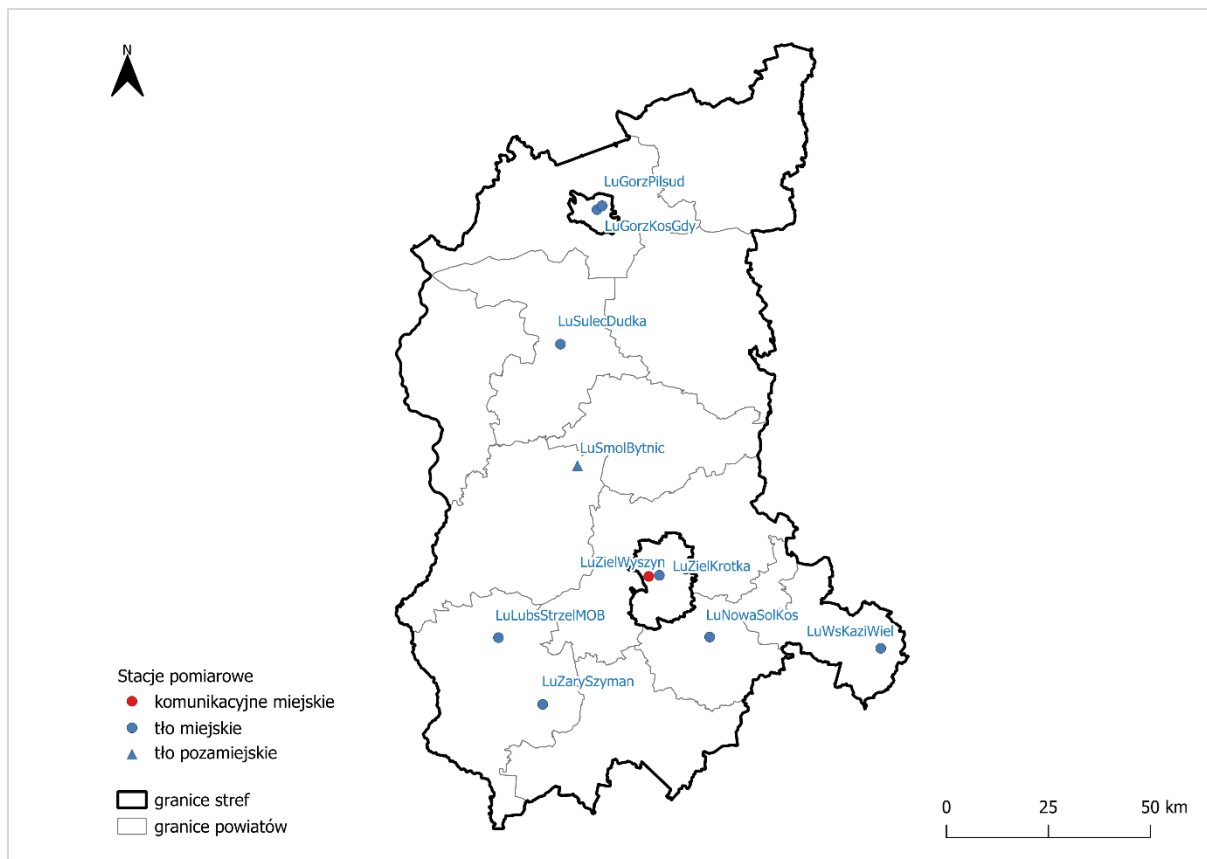 N
LuGorzPilsud
LuGorzKosGdy
LuSulecDudka
LuSmolBytnic
LuZielWyszyn
LuZielKrotka
LuLubsStrzelMOB
LuNowaSolKos
LuWsKaziWiel
LuZarySzyman
Stacje pomiarowe
komunikacyjne miejskie
tło miejskie
tło pozamiejskie
granice stref
granice powiatów
0 25 50 km